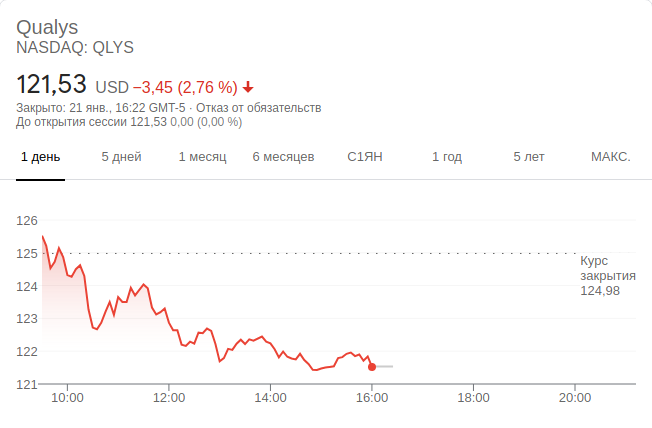 Qualys
NASDAQ: QLYS
121,53 USD −3,45 (2,76 %)
Закрыто: 21 янв., 16:22 GMT-5 · Отказ от обязательств
До открытия сессии 121,53 0,00 (0,00 %)
1 день 5 дней 1 месяц 6 месяцев С1ЯН 1 год 5 лет МАКС.
126
125
Курс
закрытия
124,98
124
123
122
121
10:00 12:00 14:00 16:00 18:00 20:00